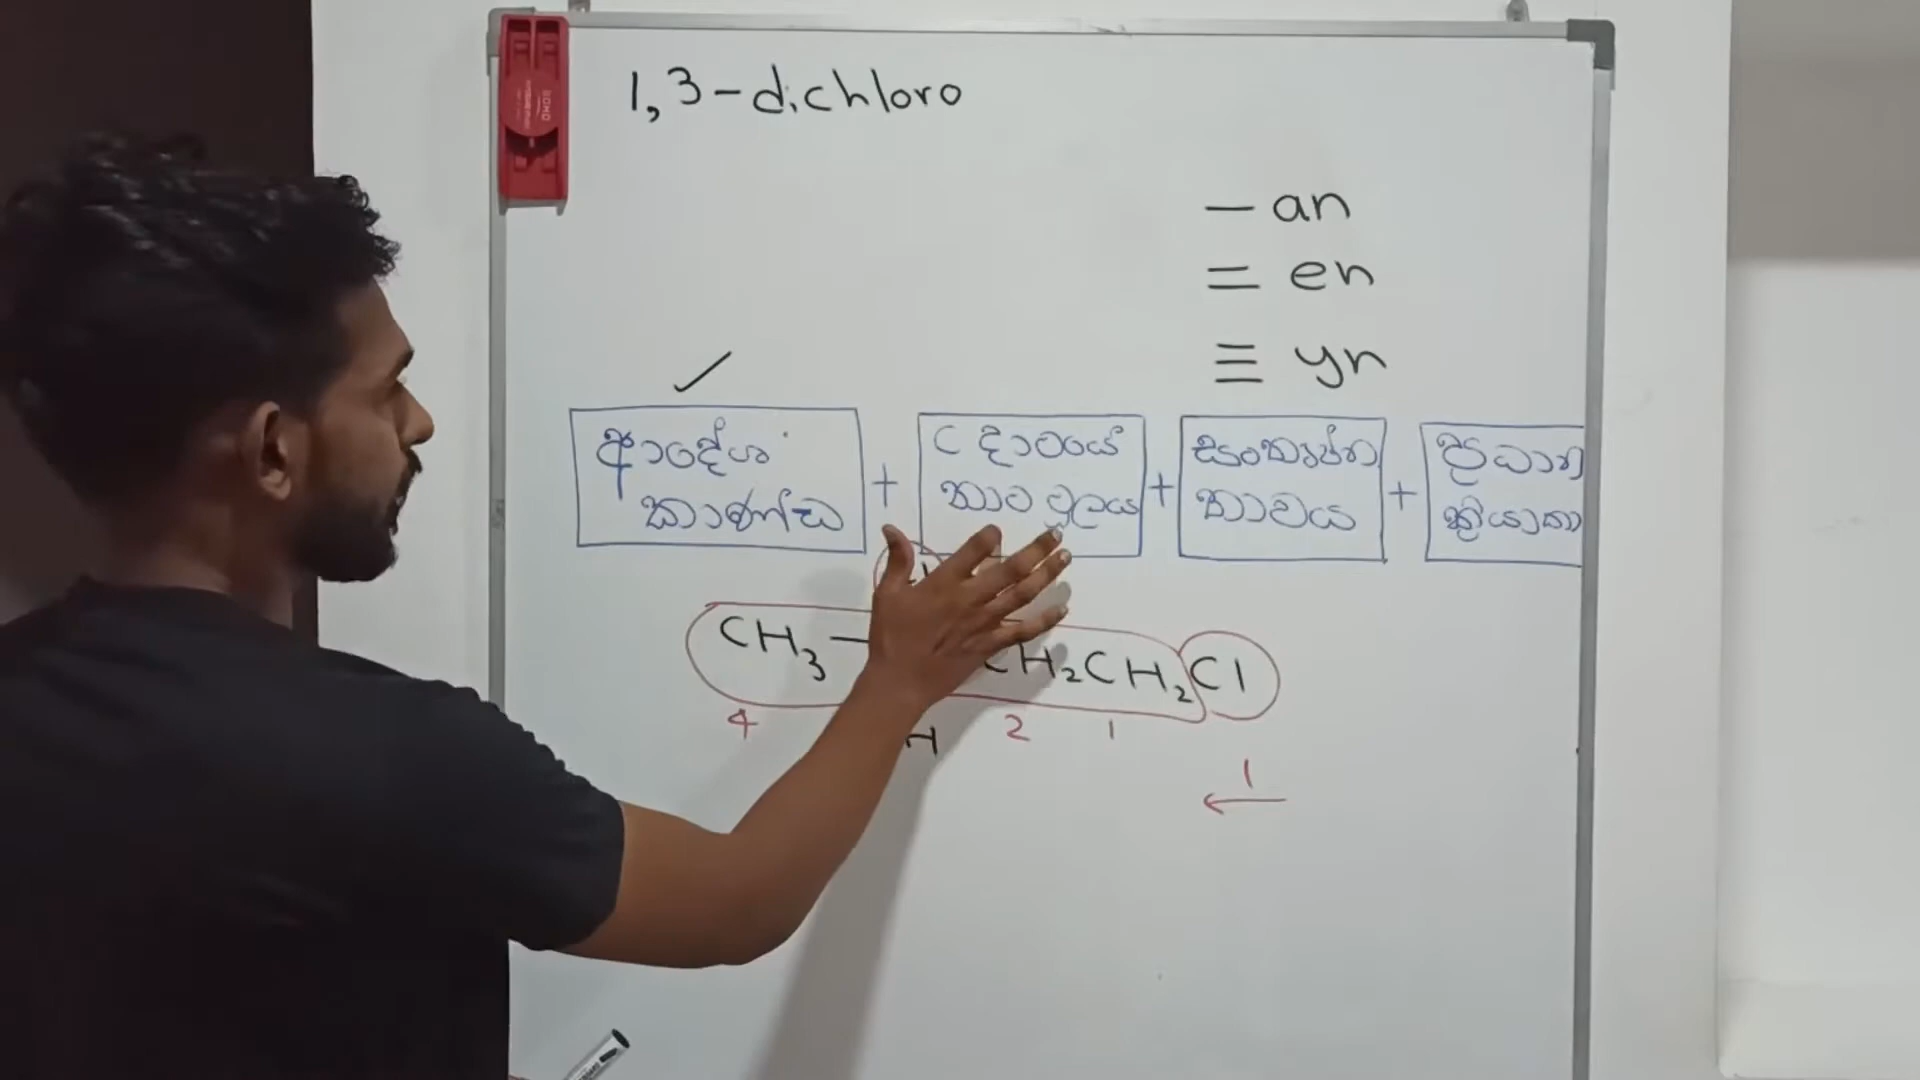 1,3-dichloro
— an
= en
≡ yn
ආදේශ කාණ්ඩ + C දාමයේ නාම මූලය + සංතෘප්ත භාවය + ප්‍රධාන ක්‍රියාකා
CH₃ — CH₂CH₂Cl
4 2 1
H
1